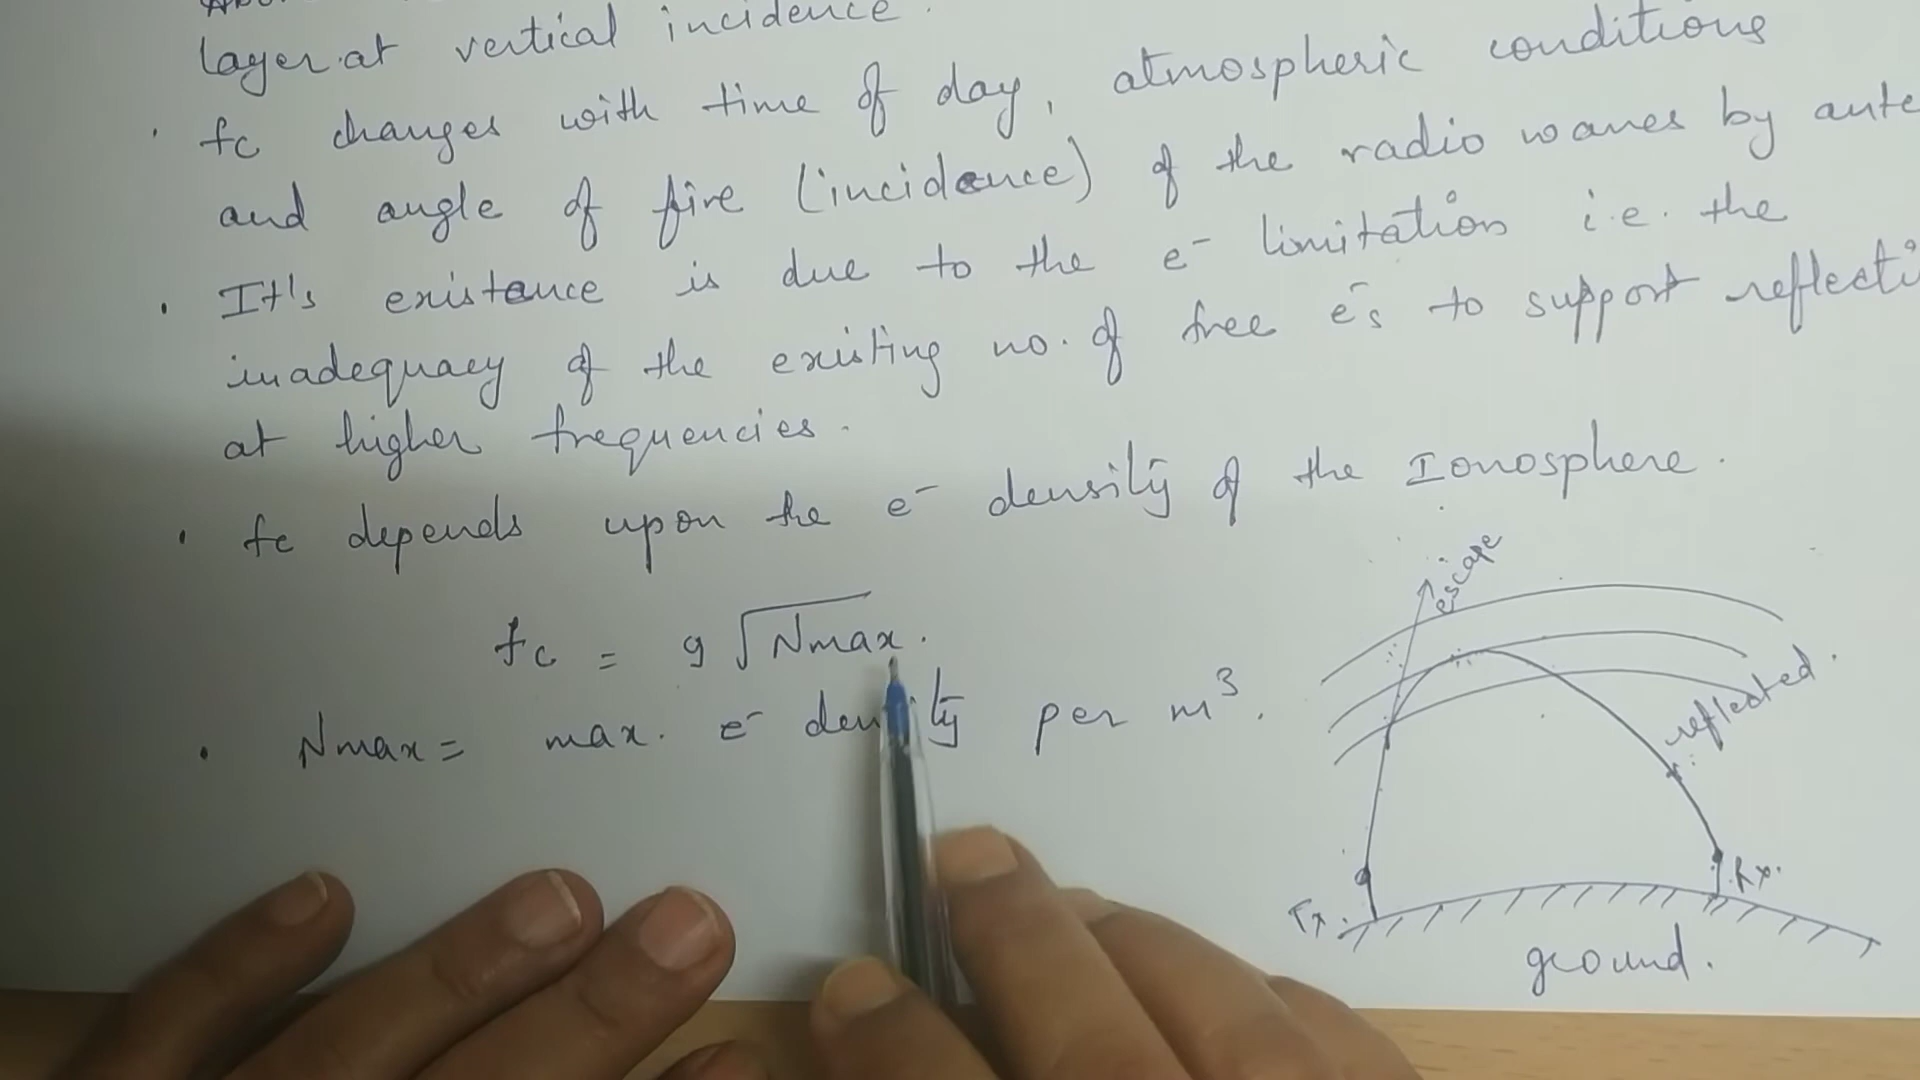 layer at vertical incidence.
• fc changes with time of day, atmospheric conditions
and angle of fire (incidence) of the radio waves by
• It's existence is due to the e⁻ limitation i.e. the
inadequacy of the existing no. of free e⁻s to support
at higher frequencies.
• fc depends upon the e⁻ density of the Ionosphere.
fc = 9 √Nmax.
• Nmax = max. e⁻ density per m³.
escape
reflected.
Tx.
Rx.
ground.